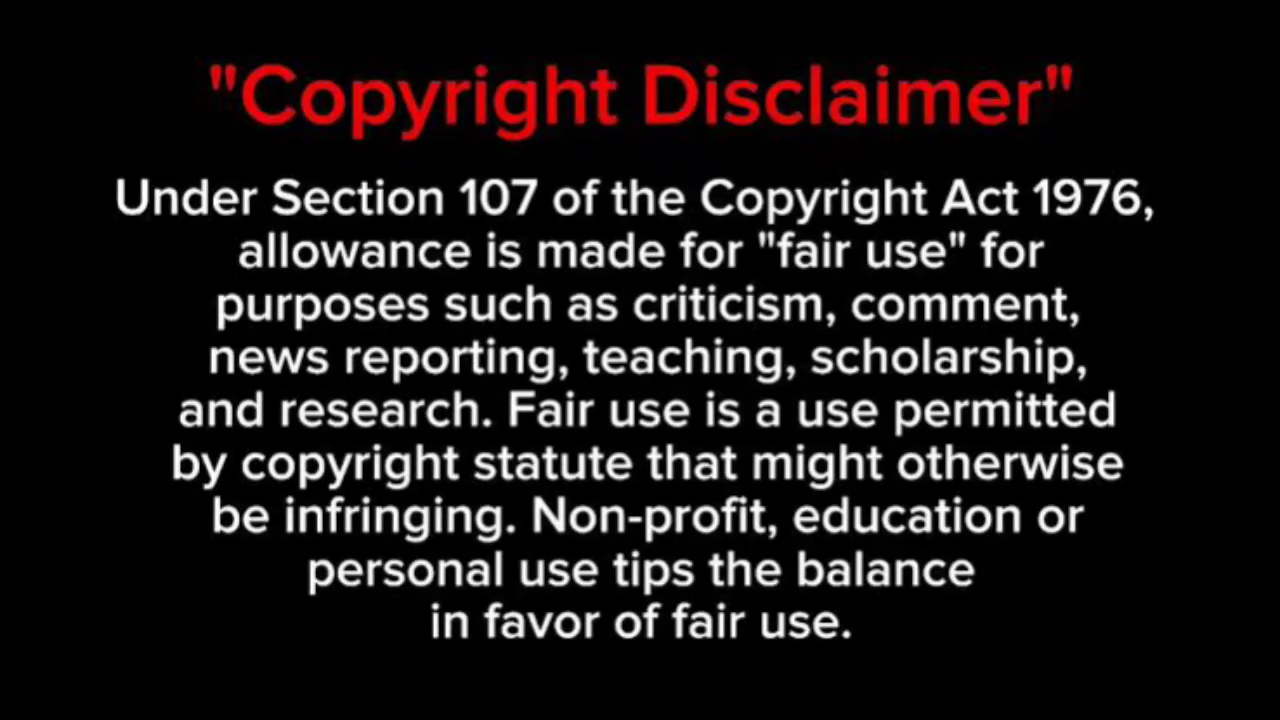 "Copyright Disclaimer"
Under Section 107 of the Copyright Act 1976,
allowance is made for "fair use" for
purposes such as criticism, comment,
news reporting, teaching, scholarship,
and research. Fair use is a use permitted
by copyright statute that might otherwise
be infringing. Non-profit, education or
personal use tips the balance
in favor of fair use.